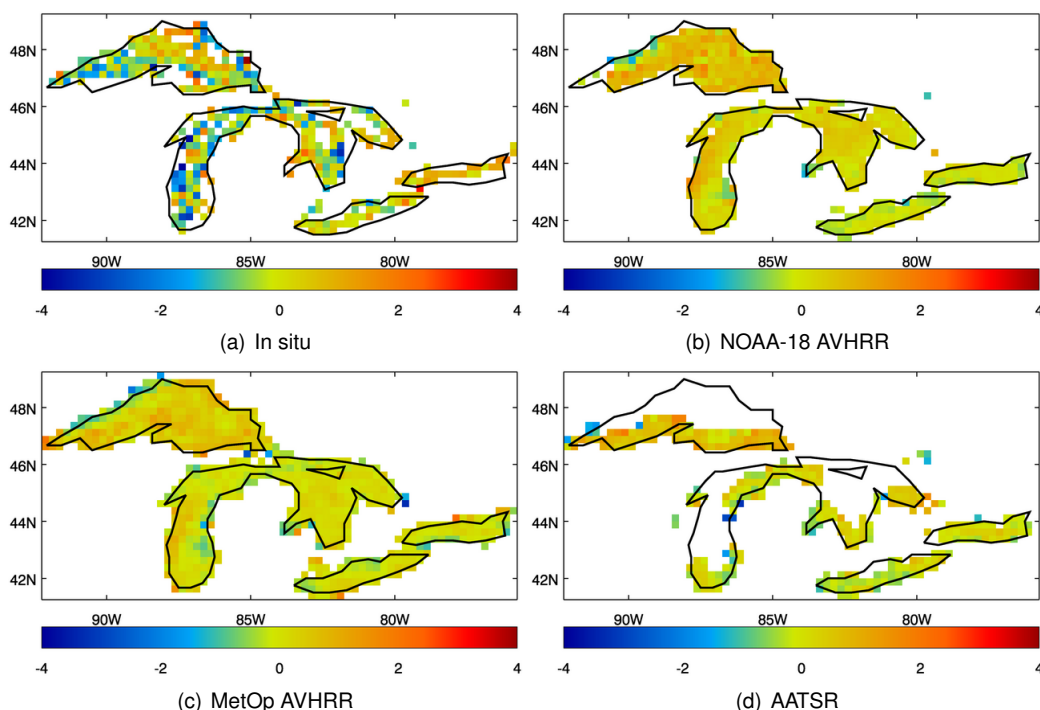 48N
46N
44N
42N
90W 85W 80W
-4 -2 0 2 4
(a) In situ
48N
46N
44N
42N
90W 85W 80W
-4 -2 0 2 4
(b) NOAA-18 AVHRR
48N
46N
44N
42N
90W 85W 80W
-4 -2 0 2 4
(c) MetOp AVHRR
48N
46N
44N
42N
90W 85W 80W
-4 -2 0 2 4
(d) AATSR